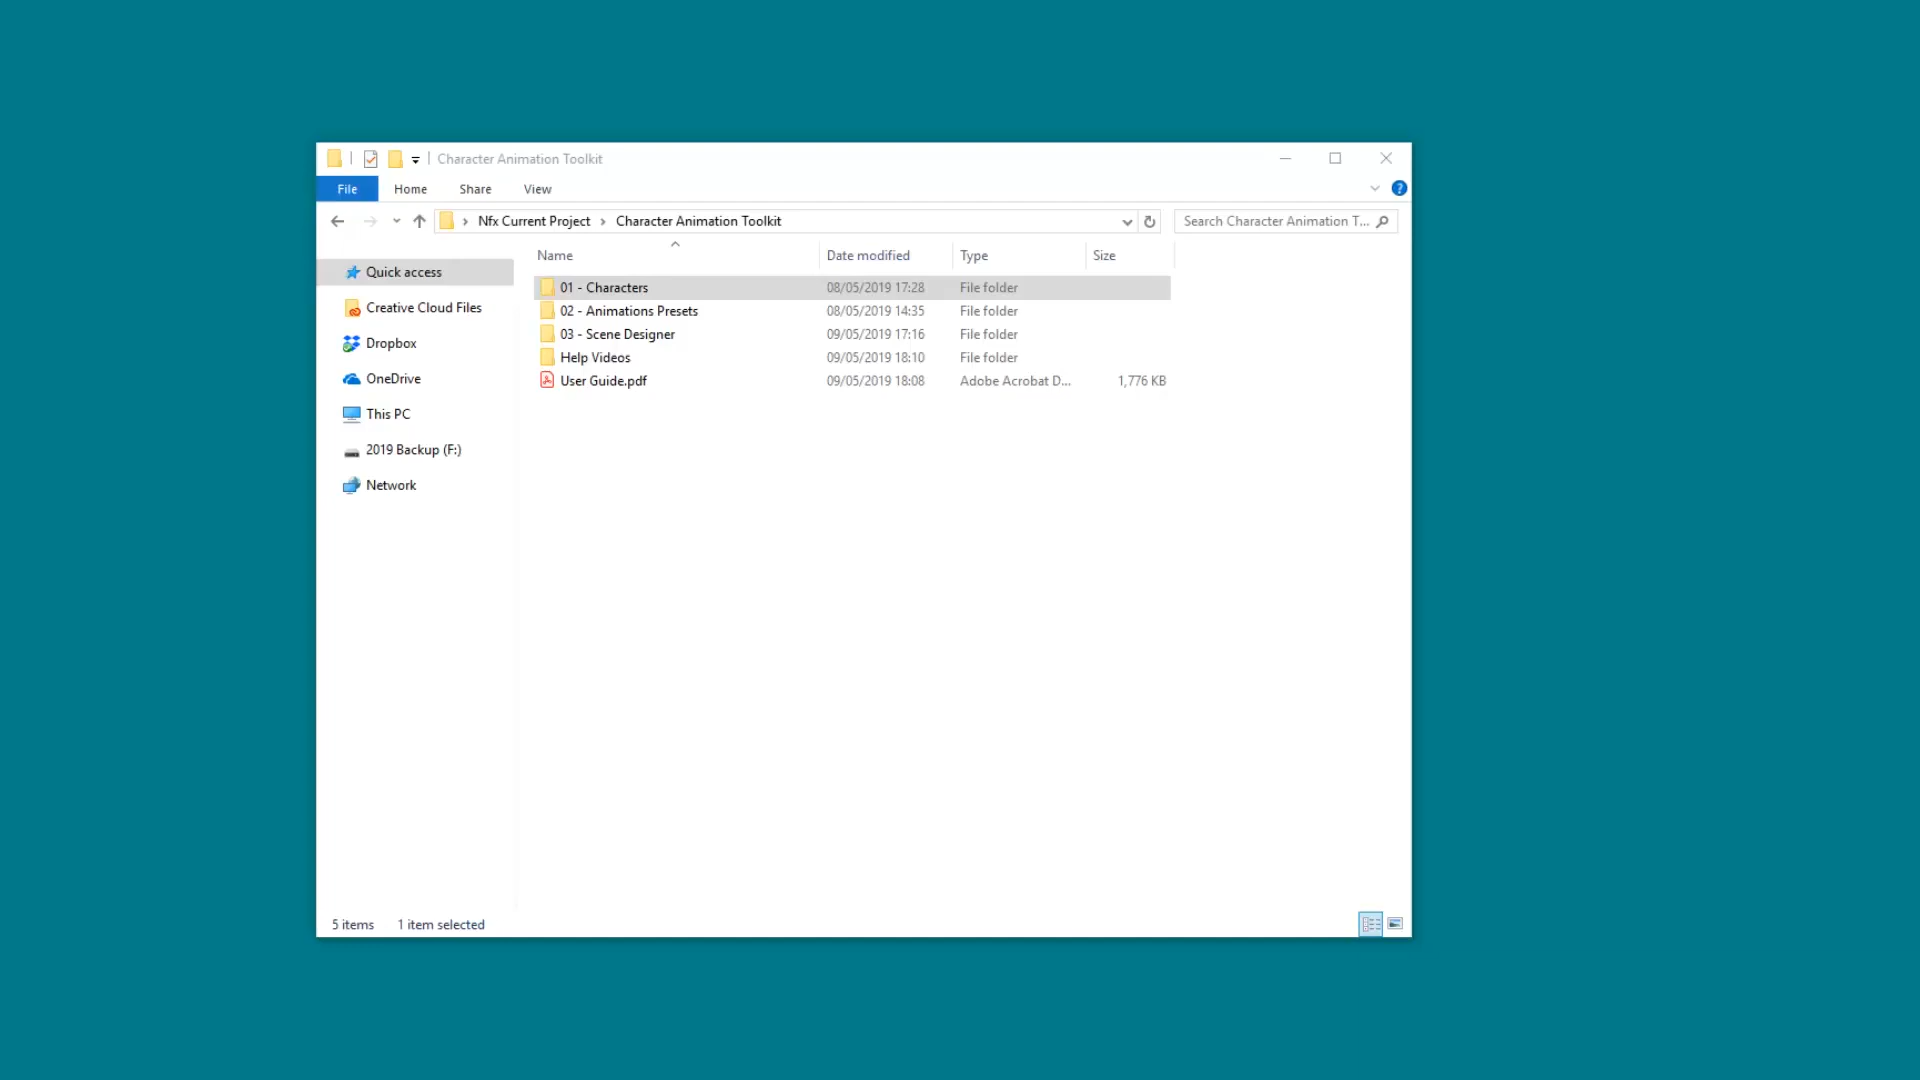 Character Animation Toolkit
File Home Share View
Nfx Current Project Character Animation Toolkit Search Character Animation T...
Name Date modified Type Size
Quick access
Creative Cloud Files
Dropbox
OneDrive
This PC
2019 Backup (F:)
Network
01 - Characters 08/05/2019 17:28 File folder
02 - Animations Presets 08/05/2019 14:35 File folder
03 - Scene Designer 09/05/2019 17:16 File folder
Help Videos 09/05/2019 18:10 File folder
User Guide.pdf 09/05/2019 18:08 Adobe Acrobat D... 1,776 KB
5 items 1 item selected